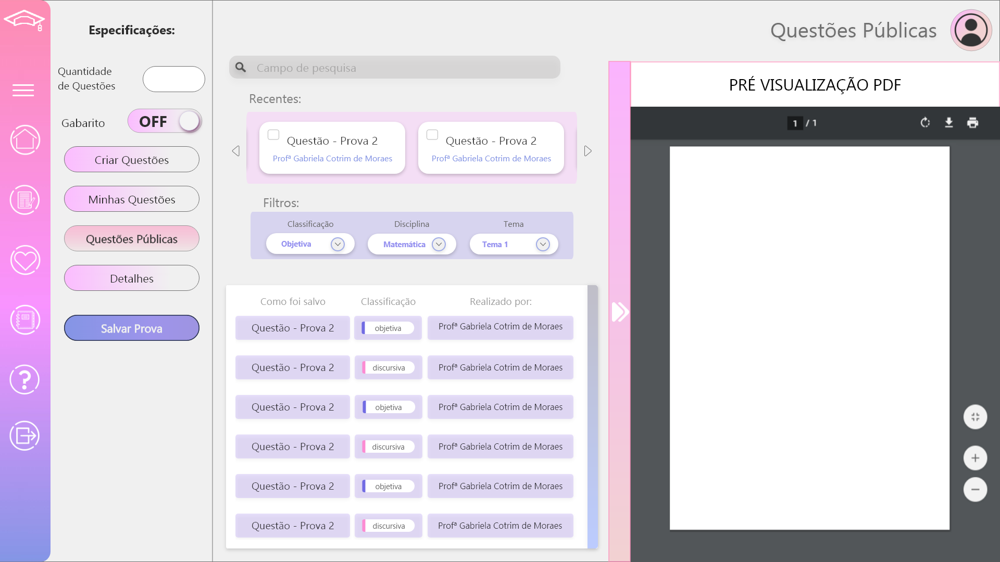 Especificações:
Quantidade
de Questões
Gabarito
OFF
Criar Questões
Minhas Questões
Questões Públicas
Detalhes
Salvar Prova
Questões Públicas
Campo de pesquisa
Recentes:
Questão - Prova 2
Profª Gabriela Cotrim de Moraes
Questão - Prova 2
Profª Gabriela Cotrim de Moraes
Filtros:
Classificação
Disciplina
Tema
Objetiva
Matemática
Tema 1
Como foi salvo
Classificação
Realizado por:
Questão - Prova 2
objetiva
Profª Gabriela Cotrim de Moraes
Questão - Prova 2
discursiva
Profª Gabriela Cotrim de Moraes
Questão - Prova 2
objetiva
Profª Gabriela Cotrim de Moraes
Questão - Prova 2
discursiva
Profª Gabriela Cotrim de Moraes
Questão - Prova 2
objetiva
Profª Gabriela Cotrim de Moraes
Questão - Prova 2
discursiva
Profª Gabriela Cotrim de Moraes
PRÉ VISUALIZAÇÃO PDF
1 / 1